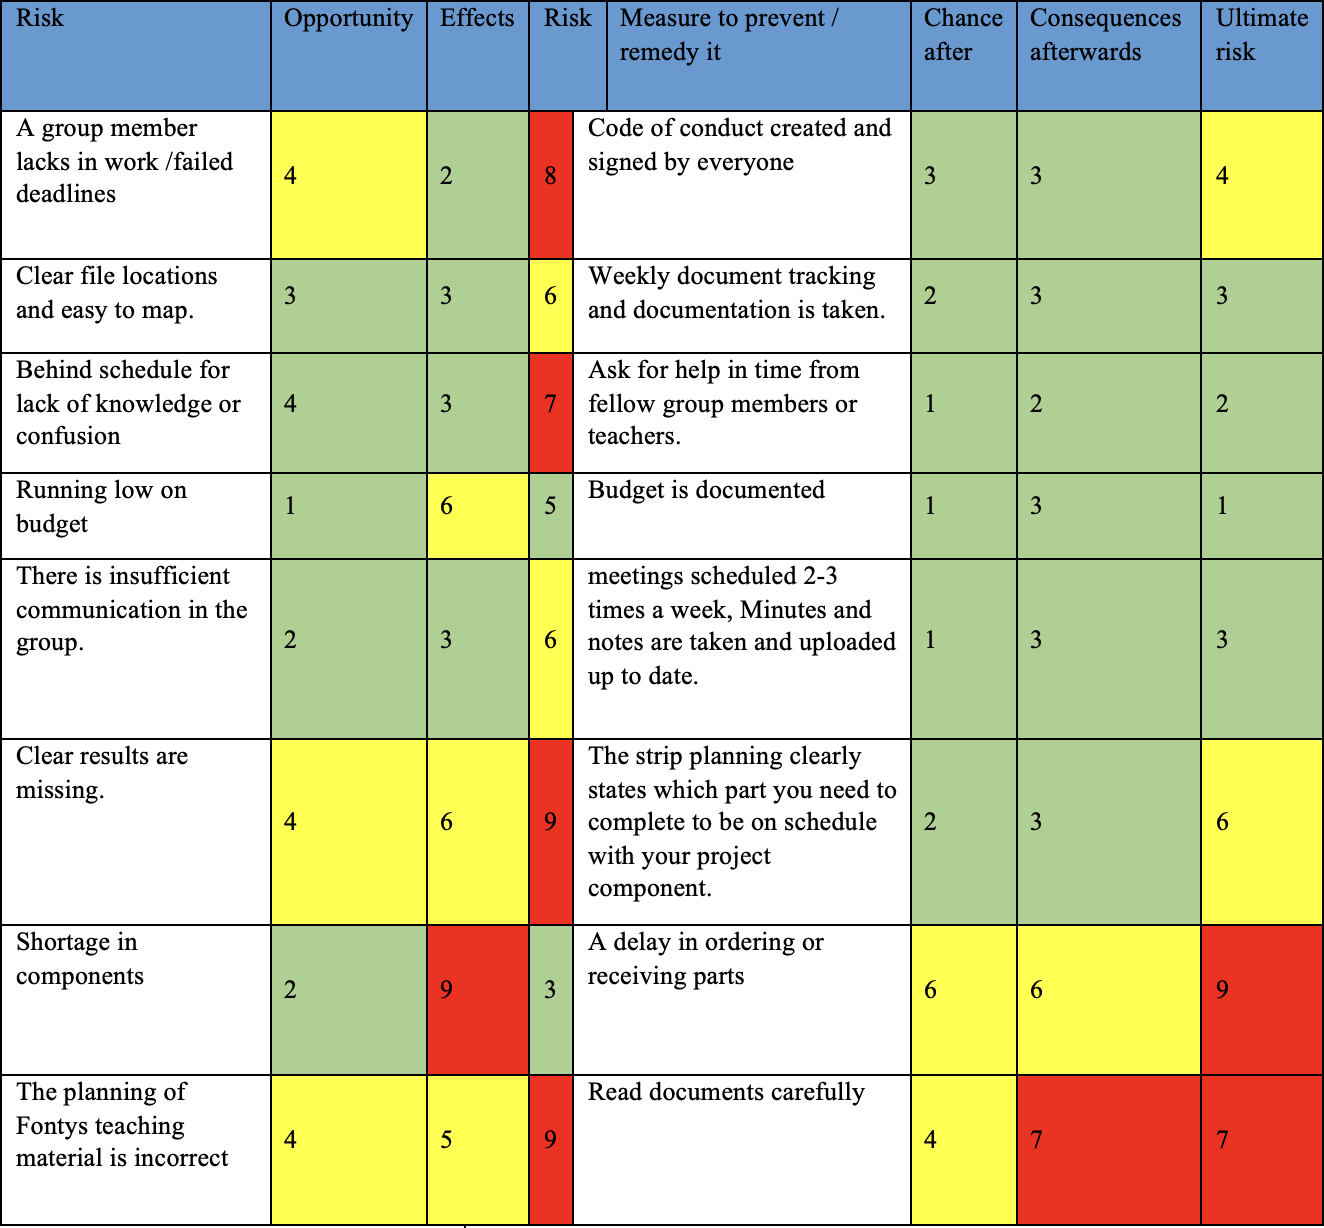 Risk
Opportunity
Effects
Risk
Measure to prevent /
remedy it
Chance
after
Consequences
afterwards
Ultimate
risk
A group member
lacks in work /failed
deadlines
4
2
8
Code of conduct created and
signed by everyone
3
3
4
Clear file locations
and easy to map.
3
3
6
Weekly document tracking
and documentation is taken.
2
3
3
Behind schedule for
lack of knowledge or
confusion
4
3
7
Ask for help in time from
fellow group members or
teachers.
1
2
2
Running low on
budget
1
6
5
Budget is documented
1
3
1
There is insufficient
communication in the
group.
2
3
6
meetings scheduled 2-3
times a week, Minutes and
notes are taken and uploaded
up to date.
1
3
3
Clear results are
missing.
4
6
9
The strip planning clearly
states which part you need to
complete to be on schedule
with your project
component.
2
3
6
Shortage in
components
2
9
3
A delay in ordering or
receiving parts
6
6
9
The planning of
Fontys teaching
material is incorrect
4
5
9
Read documents carefully
4
7
7